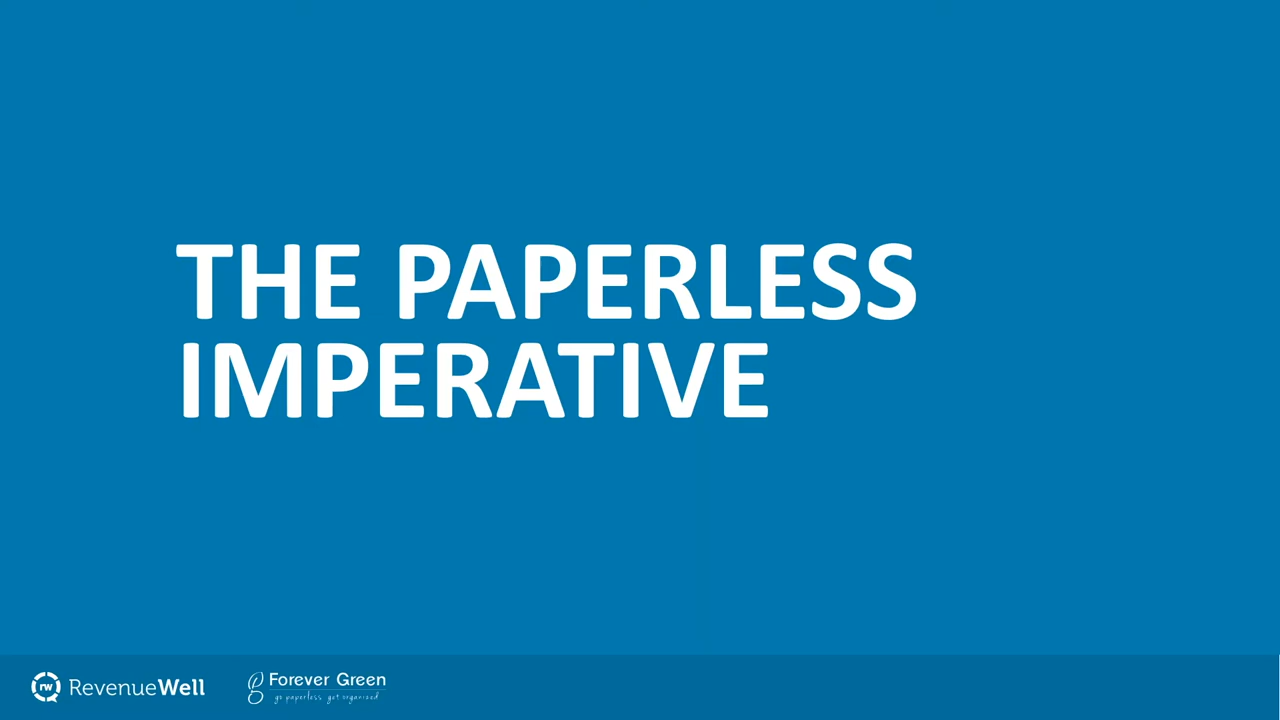 THE PAPERLESS
IMPERATIVE
rw RevenueWell
Forever Green
go paperless get organized